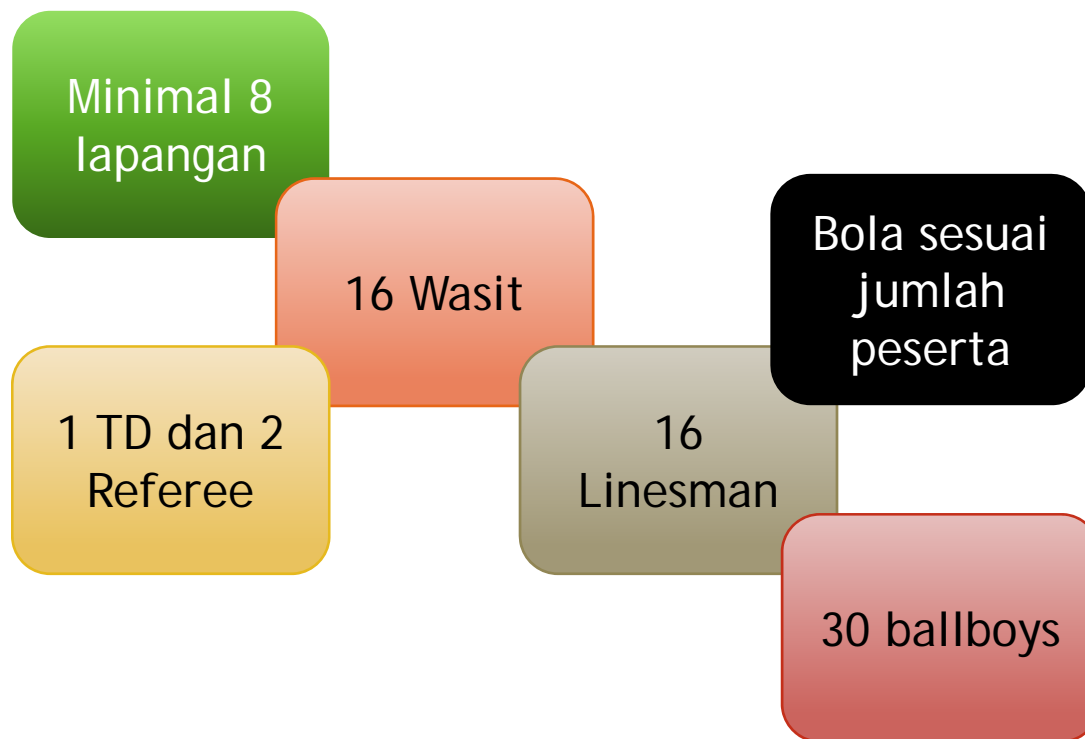 Minimal 8
lapangan
16 Wasit
Bola sesuai
jumlah
peserta
1 TD dan 2
Referee
16
Linesman
30 ballboys